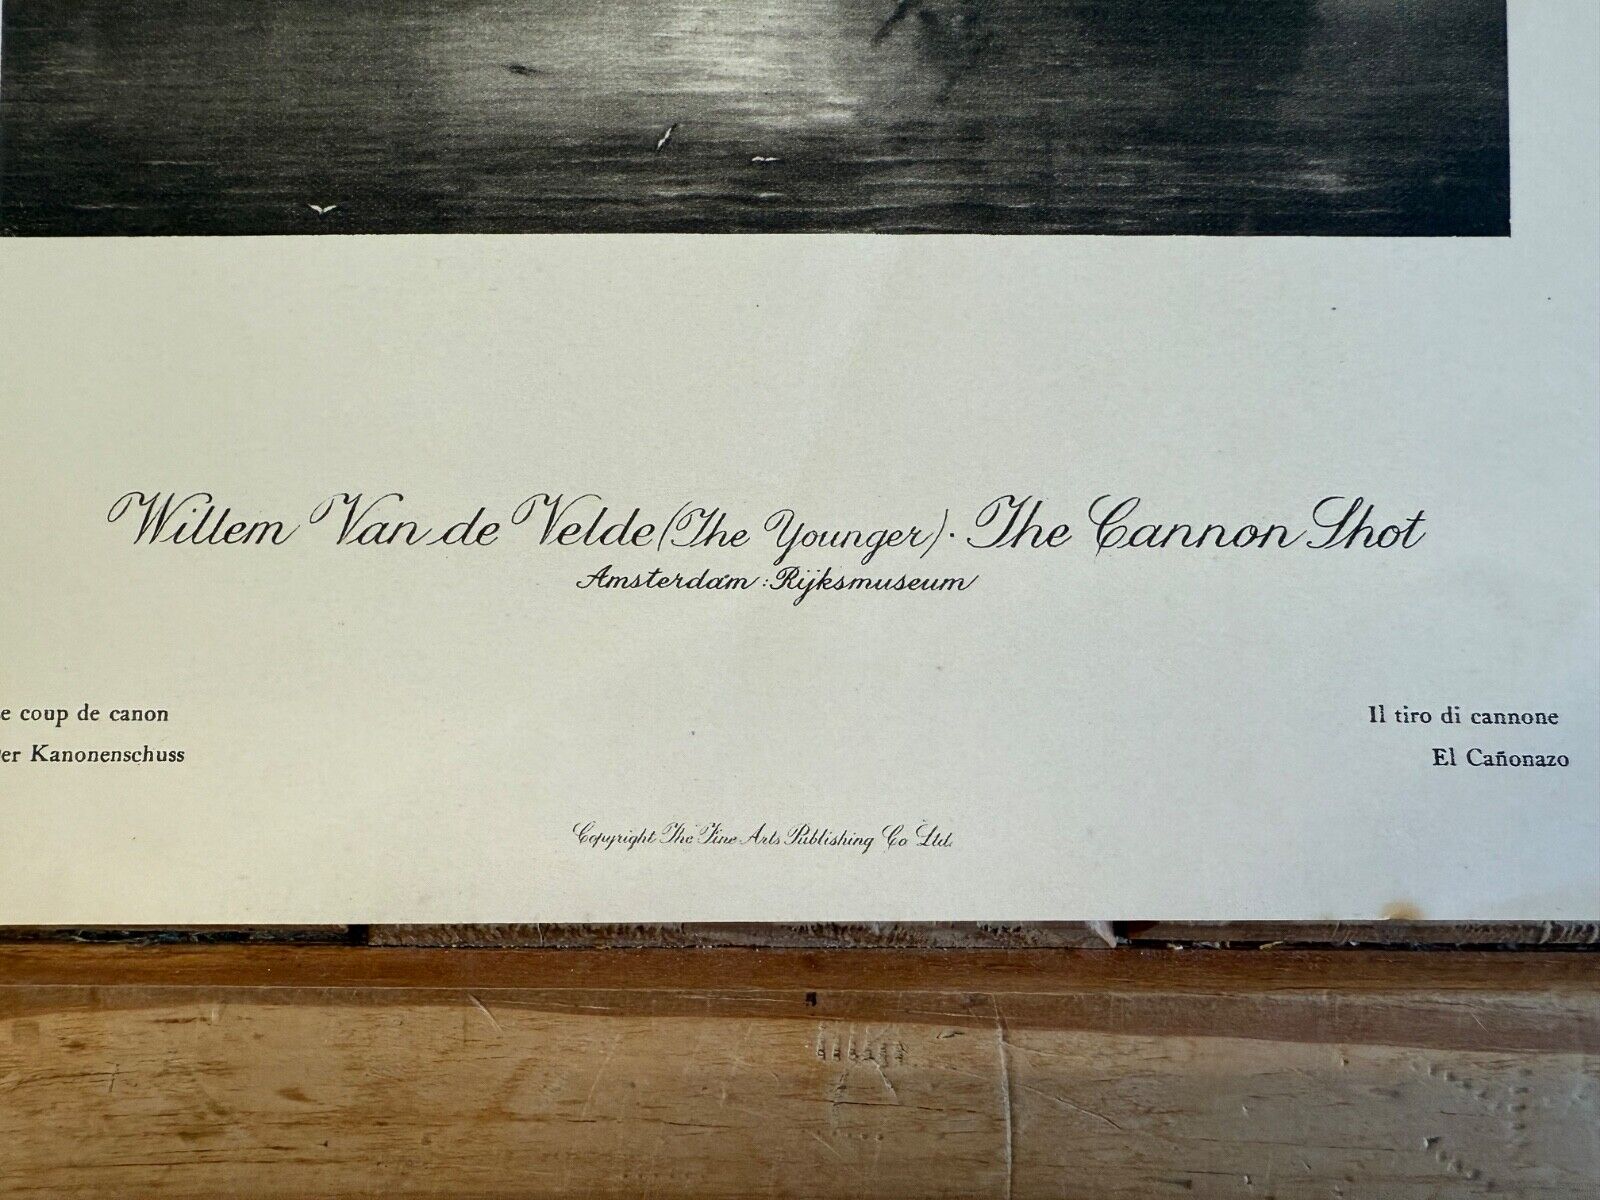 Willem Van de Velde (The Younger). The Cannon Shot
Amsterdam : Rijksmuseum
e coup de canon
er Kanonenschuss
Il tiro di cannone
El Cañonazo
Copyright The Fine Arts Publishing Co Ltd.